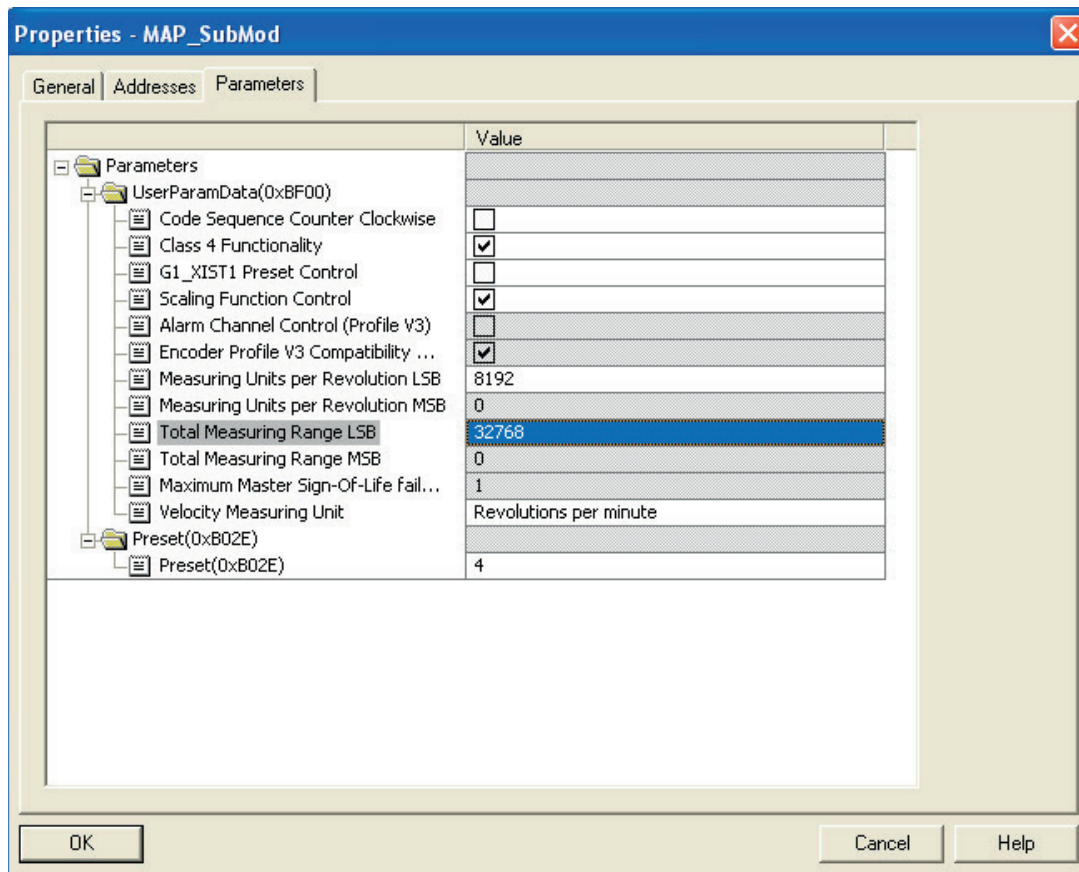 Properties - MAP_SubMod
General Addresses Parameters
Value
Parameters
UserParamData(0xBF00)
Code Sequence Counter Clockwise
Class 4 Functionality
G1_XIST1 Preset Control
Scaling Function Control
Alarm Channel Control (Profile V3)
Encoder Profile V3 Compatibility ...
Measuring Units per Revolution LSB 8192
Measuring Units per Revolution MSB 0
Total Measuring Range LSB 32768
Total Measuring Range MSB 0
Maximum Master Sign-Of-Life fail... 1
Velocity Measuring Unit Revolutions per minute
Preset(0xB02E)
Preset(0xB02E) 4
OK Cancel Help